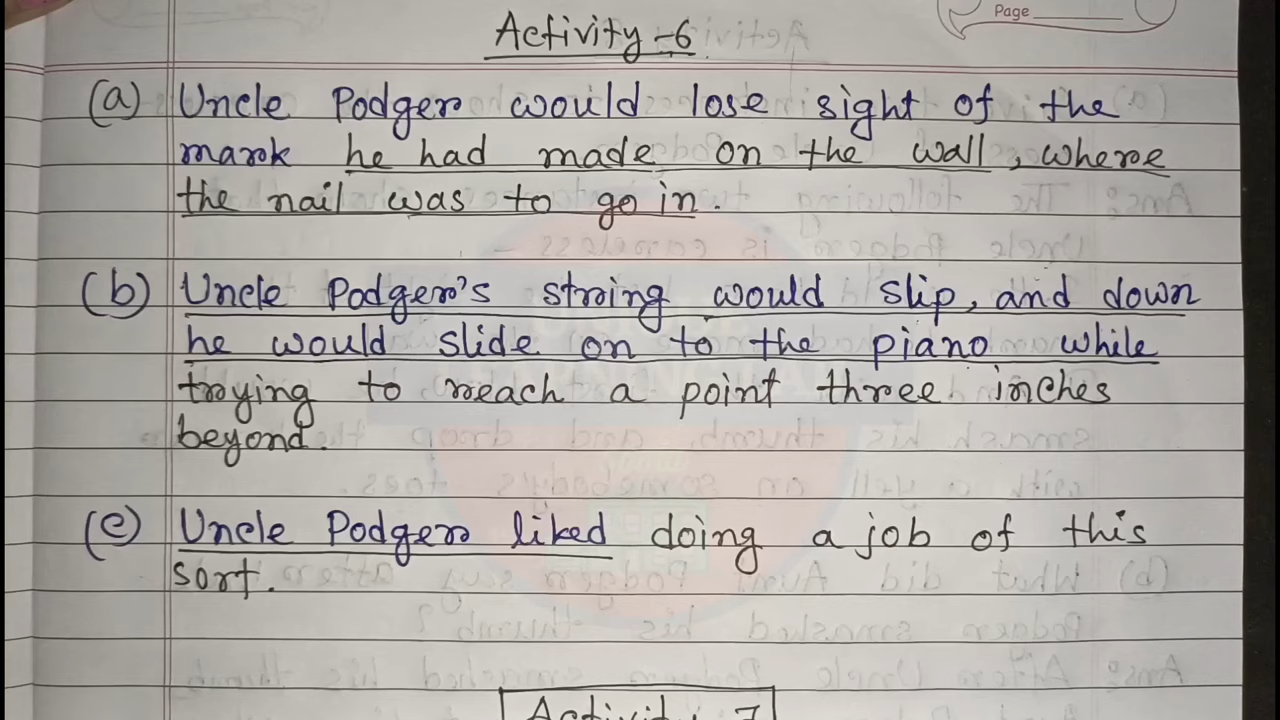 Page
Activity -6
(a) Uncle Podger would lose sight of the
mark he had made on the wall, where
the nail was to go in.
(b) Uncle Podger's string would slip, and down
he would slide on to the piano while
trying to reach a point three inches
beyond.
(c) Uncle Podger liked doing a job of this
sort.
Activity: 7